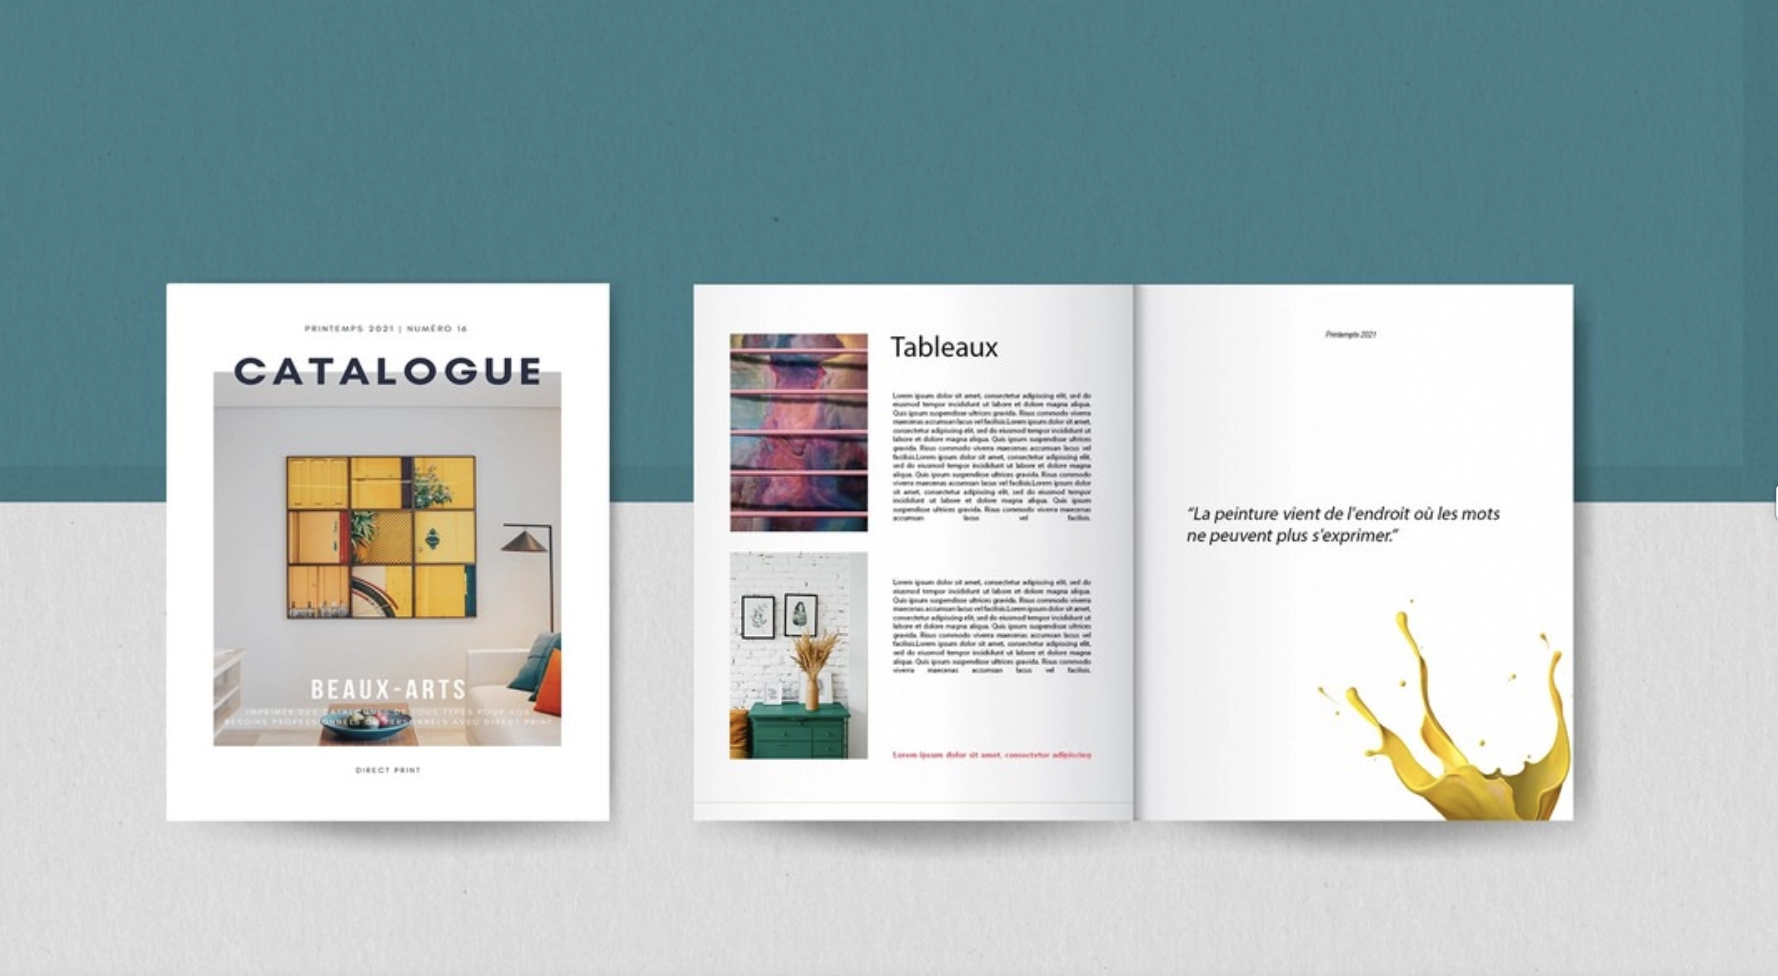 PRINTEMPS 2021 | NUMÉRO 16
CATALOGUE
BEAUX-ARTS
IMPRIMER DES CATALOGUES DE TOUS TYPES POUR VOS
BESOINS PROFESSIONNELS OU PERSONNELS AVEC DIRECT PRINT
DIRECT PRINT
Tableaux
Lorem ipsum dolor sit amet, consectetur adipiscing elit, sed do
eiusmod tempor incididunt ut labore et dolore magna aliqua.
Quis ipsum suspendisse ultrices gravida. Risus commodo viverra
maecenas accumsan lacus vel facilisis.Lorem ipsum dolor sit amet,
consectetur adipiscing elit, sed do eiusmod tempor incididunt ut
labore et dolore magna aliqua. Quis ipsum suspendisse ultrices
gravida. Risus commodo viverra maecenas accumsan lacus vel
facilisis.Lorem ipsum dolor sit amet, consectetur adipiscing elit,
sed do eiusmod tempor incididunt ut labore et dolore magna
aliqua. Quis ipsum suspendisse ultrices gravida. Risus commodo
viverra maecenas accumsan lacus vel facilisis.Lorem ipsum dolor
sit amet, consectetur adipiscing elit, sed do eiusmod tempor
incididunt ut labore et dolore magna aliqua. Quis ipsum
suspendisse ultrices gravida. Risus commodo viverra maecenas
accumsan lacus vel facilisis.
Lorem ipsum dolor sit amet, consectetur adipiscing elit, sed do
eiusmod tempor incididunt ut labore et dolore magna aliqua.
Quis ipsum suspendisse ultrices gravida. Risus commodo viverra
maecenas accumsan lacus vel facilisis.Lorem ipsum dolor sit amet,
consectetur adipiscing elit, sed do eiusmod tempor incididunt ut
labore et dolore magna aliqua. Quis ipsum suspendisse ultrices
gravida. Risus commodo viverra maecenas accumsan lacus vel
facilisis.Lorem ipsum dolor sit amet, consectetur adipiscing elit,
sed do eiusmod tempor incididunt ut labore et dolore magna
aliqua. Quis ipsum suspendisse ultrices gravida. Risus commodo
viverra maecenas accumsan lacus vel facilisis.
Lorem ipsum dolor sit amet, consectetur adipiscing
Printempts 2021
“La peinture vient de l'endroit où les mots
ne peuvent plus s'exprimer.”